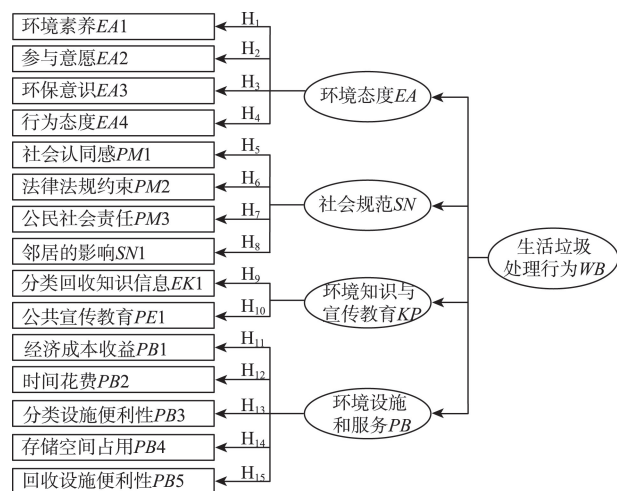 环境素养EA1
H₁
参与意愿EA2
H₂
环保意识EA3
H₃
行为态度EA4
H₄
环境态度EA
社会认同感PM1
H₅
法律法规约束PM2
H₆
公民社会责任PM3
H₇
邻居的影响SN1
H₈
社会规范SN
分类回收知识信息EK1
H₉
公共宣传教育PE1
H₁₀
环境知识与
宣传教育KP
经济成本收益PB1
H₁₁
时间花费PB2
H₁₂
分类设施便利性PB3
H₁₃
存储空间占用PB4
H₁₄
回收设施便利性PB5
H₁₅
环境设施
和服务PB
生活垃圾
处理行为WB